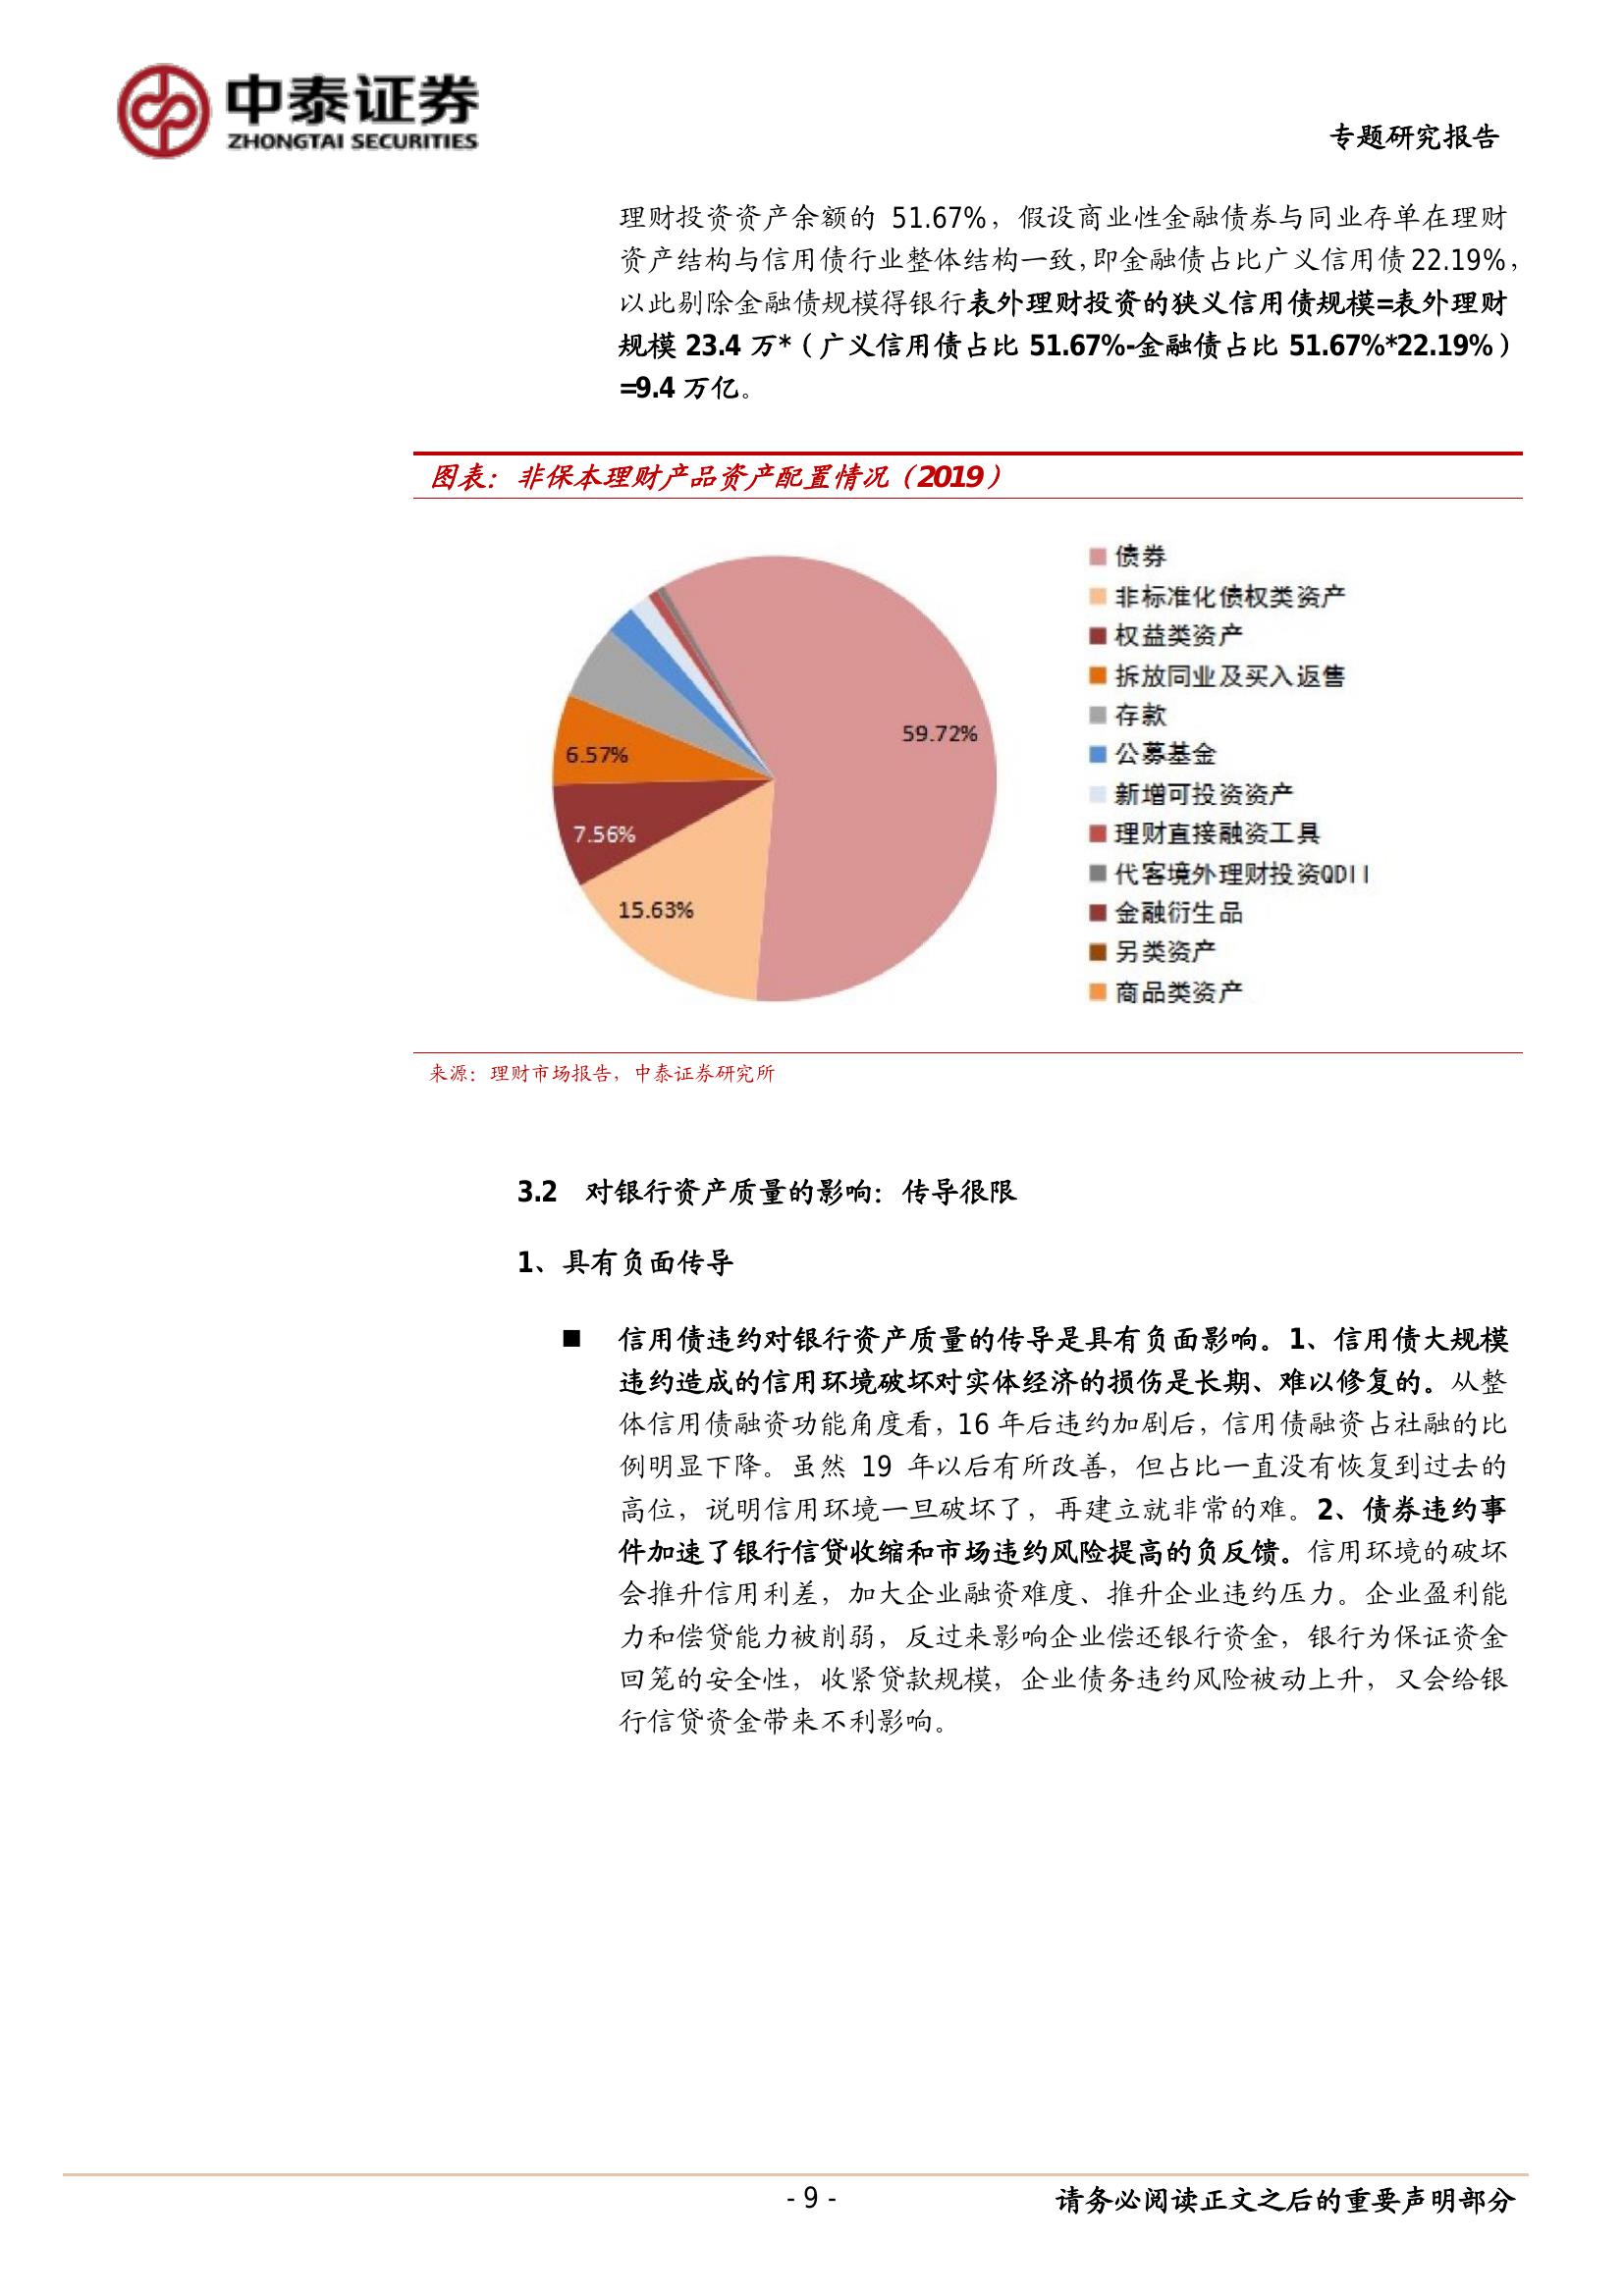 中泰证券
ZHONGTAI SECURITIES
专题研究报告
理财投资资产余额的 51.67%，假设商业性金融债券与同业存单在理财
资产结构与信用债行业整体结构一致，即金融债占比广义信用债 22.19%，
以此剔除金融债规模得银行表外理财投资的狭义信用债规模=表外理财
规模 23.4 万*（广义信用债占比 51.67%-金融债占比 51.67%*22.19%）
=9.4 万亿。
图表：非保本理财产品资产配置情况（2019）
59.72%
6.57%
7.56%
15.63%
债券
非标准化债权类资产
权益类资产
拆放同业及买入返售
存款
公募基金
新增可投资资产
理财直接融资工具
代客境外理财投资QDII
金融衍生品
另类资产
商品类资产
来源：理财市场报告，中泰证券研究所
3.2 对银行资产质量的影响：传导很限
1、具有负面传导
■ 信用债违约对银行资产质量的传导是具有负面影响。1、信用债大规模
违约造成的信用环境破坏对实体经济的损伤是长期、难以修复的。从整
体信用债融资功能角度看，16 年后违约加剧后，信用债融资占社融的比
例明显下降。虽然 19 年以后有所改善，但占比一直没有恢复到过去的
高位，说明信用环境一旦破坏了，再建立就非常的难。2、债券违约事
件加速了银行信贷收缩和市场违约风险提高的负反馈。信用环境的破坏
会推升信用利差，加大企业融资难度、推升企业违约压力。企业盈利能
力和偿贷能力被削弱，反过来影响企业偿还银行资金，银行为保证资金
回笼的安全性，收紧贷款规模，企业债务违约风险被动上升，又会给银
行信贷资金带来不利影响。
- 9 -
请务必阅读正文之后的重要声明部分